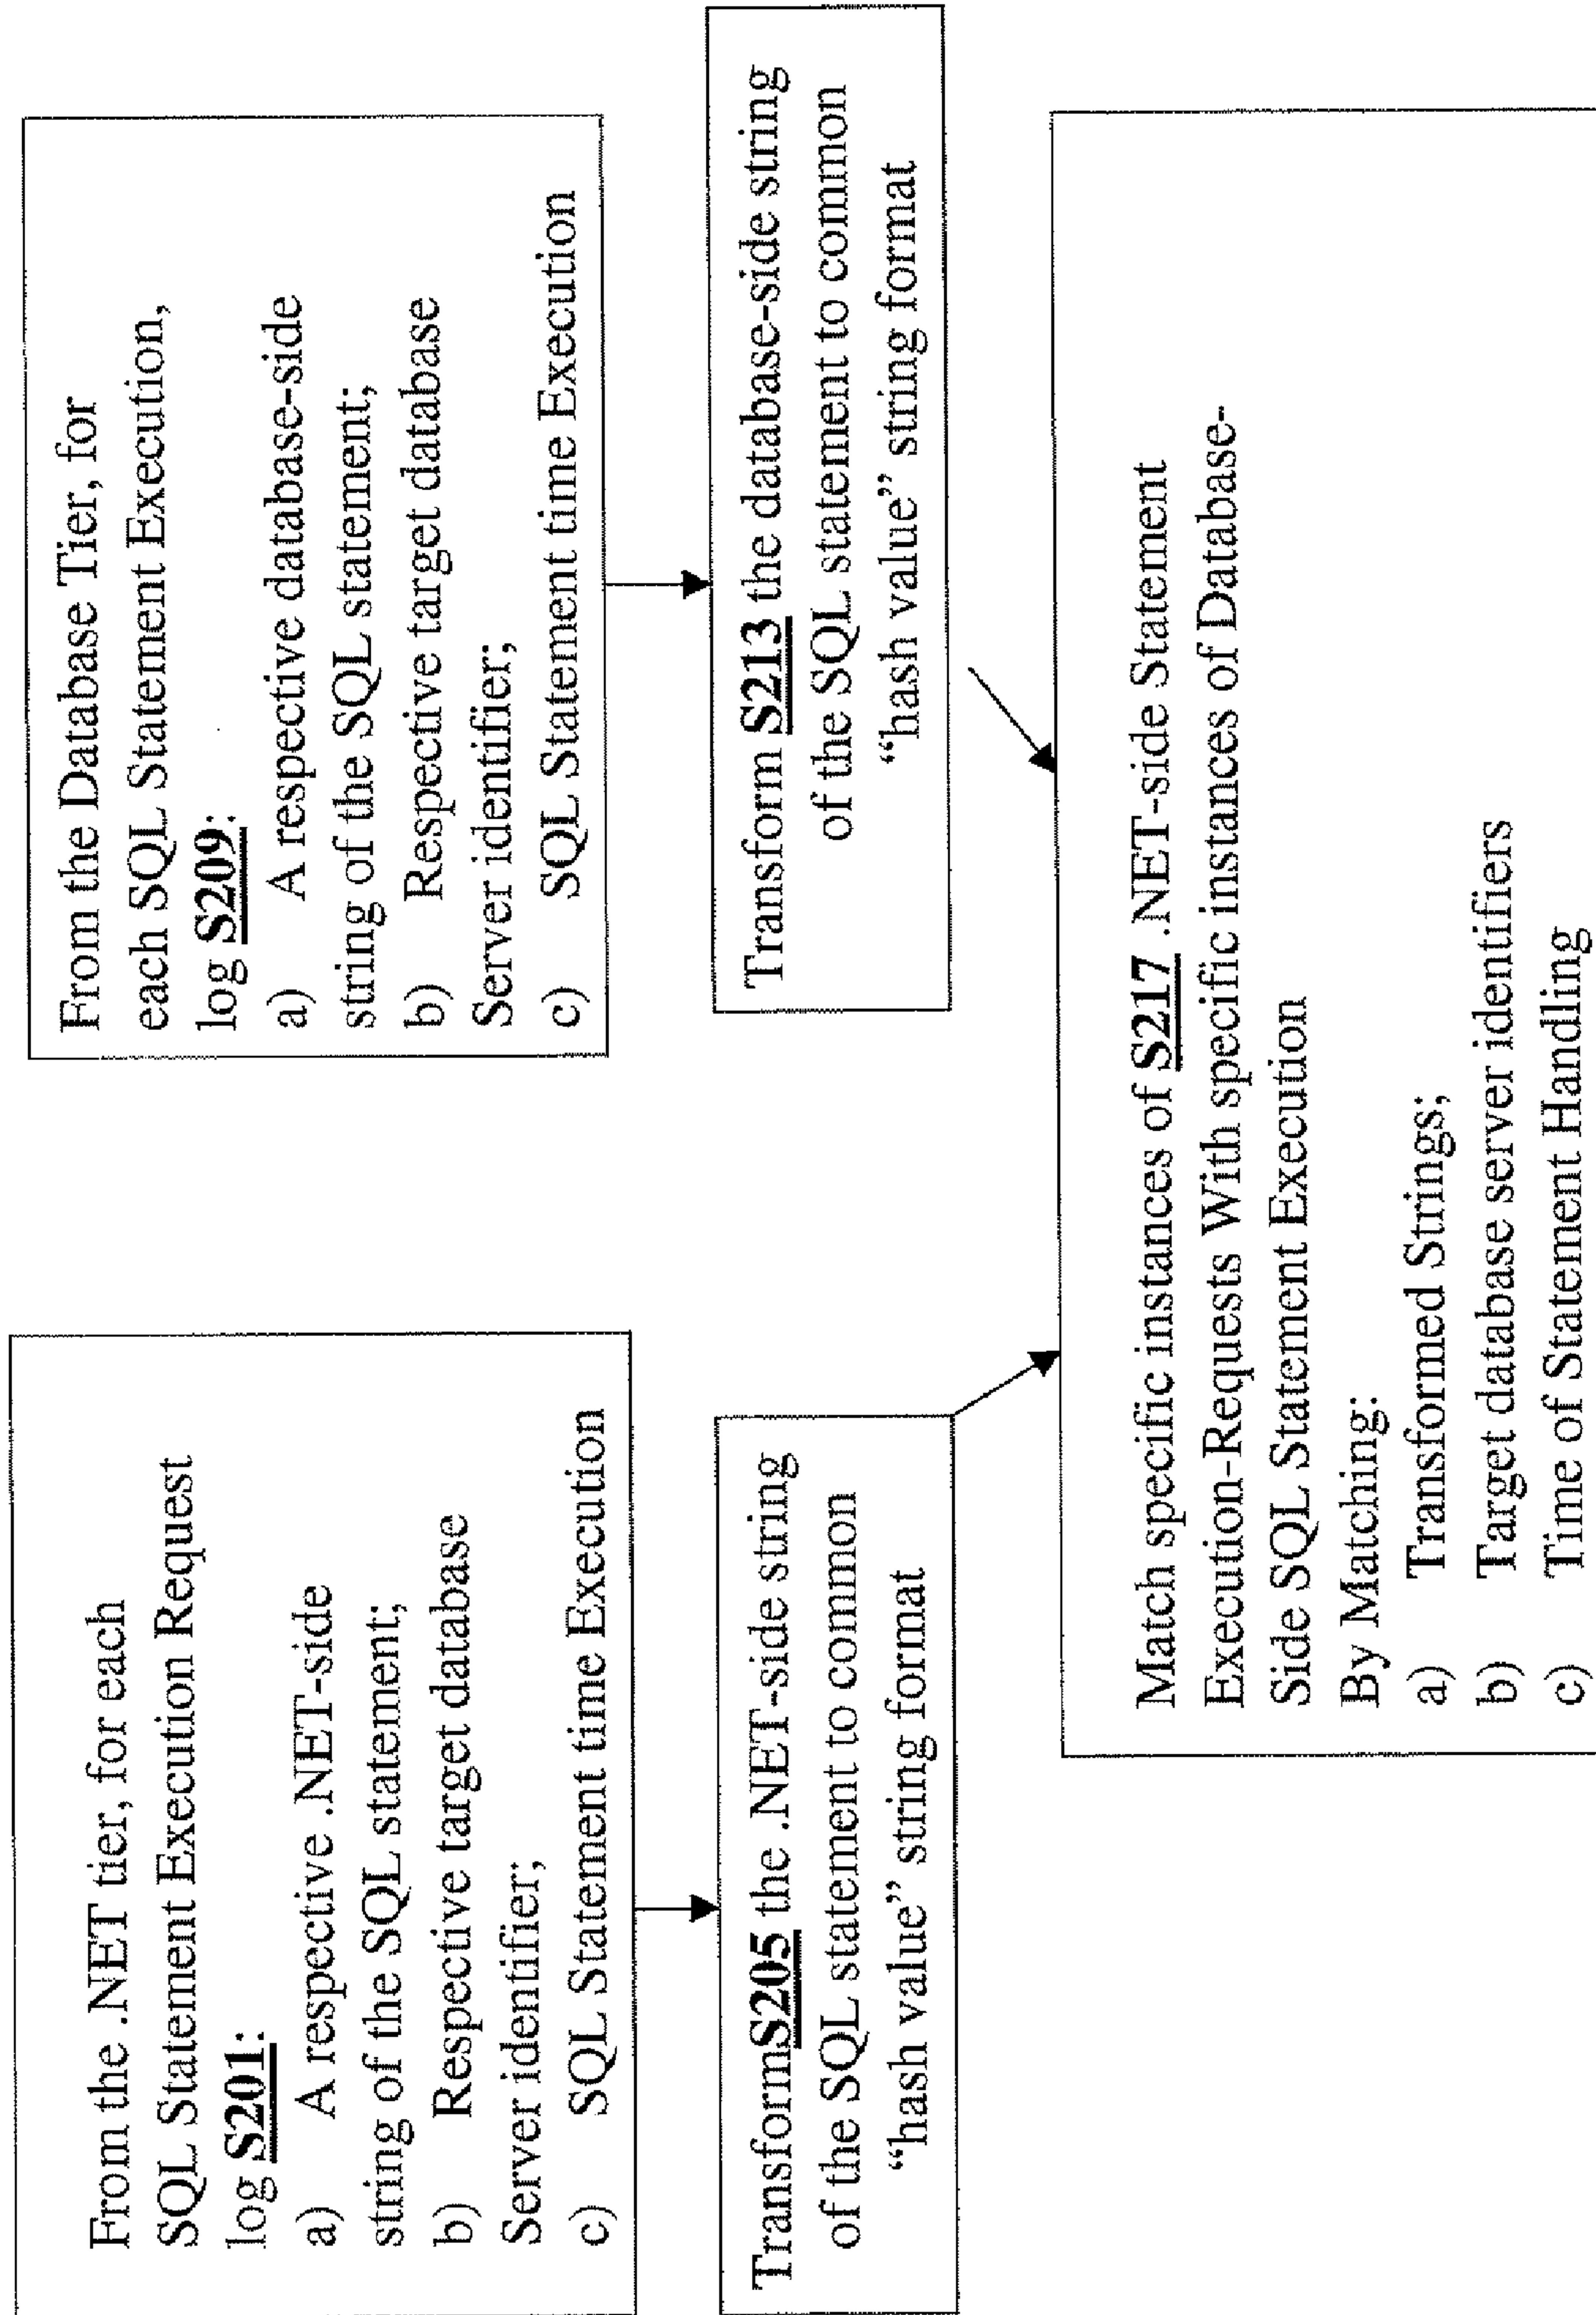 From the .NET tier, for each
SQL Statement Execution Request
log S201:
a) A respective .NET-side
string of the SQL statement;
b) Respective target database
Server identifier;
c) SQL Statement time Execution
TransformS205 the .NET-side string
of the SQL statement to common
“hash value” string format
From the Database Tier, for
each SQL Statement Execution,
log S209:
a) A respective database-side
string of the SQL statement;
b) Respective target database
Server identifier;
c) SQL Statement time Execution
Transform S213 the database-side string
of the SQL statement to common
“hash value” string format
Match specific instances of S217 .NET-side Statement
Execution-Requests With specific instances of Database-
Side SQL Statement Execution
By Matching:
a) Transformed Strings;
b) Target database server identifiers
c) Time of Statement Handling